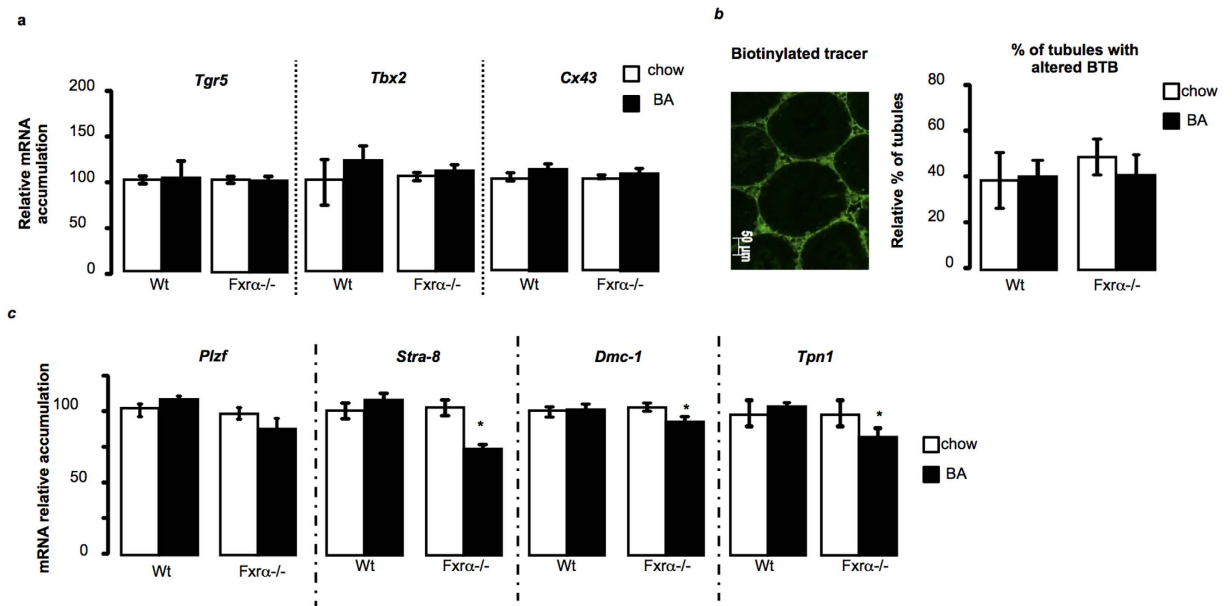 a
Tgr5
Tbx2
Cx43
chow
BA
Relative mRNA
accumulation
200
150
100
50
0
Wt
Fxrα-/-
Wt
Fxrα-/-
Wt
Fxrα-/-
b
Biotinylated tracer
50 µm
% of tubules with
altered BTB
chow
BA
Relative % of tubules
80
60
40
20
0
Wt
Fxrα-/-
c
Plzf
Stra-8
Dmc-1
Tpn1
mRNA relative accumulation
100
75
50
0
*
*
*
chow
BA
Wt
Fxrα-/-
Wt
Fxrα-/-
Wt
Fxrα-/-
Wt
Fxrα-/-